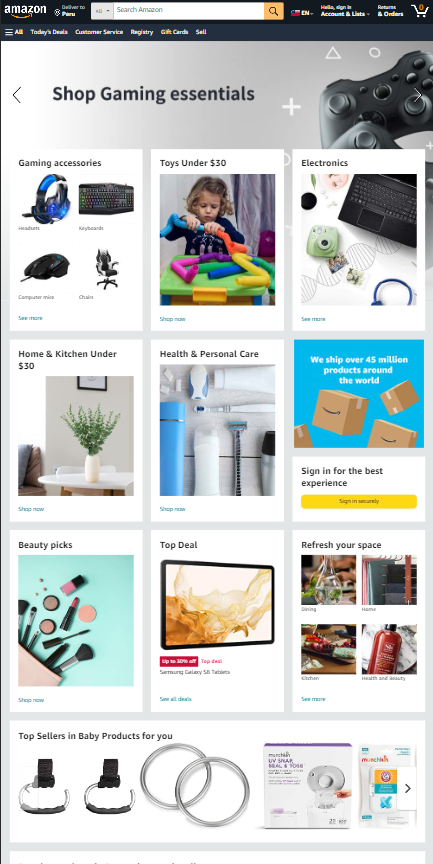 amazon
Deliver to
Peru
All
Search Amazon
EN
Hello, sign in
Account & Lists
Returns
& Orders
0
All
Today's Deals
Customer Service
Registry
Gift Cards
Sell
Shop Gaming essentials
Gaming accessories
Headsets
Keyboards
Computer mice
Chairs
See more
Toys Under $30
Shop now
Electronics
See more
Home & Kitchen Under
$30
Shop now
Health & Personal Care
Shop now
We ship over 45 million
products around
the world
Sign in for the best
experience
Sign in securely
Beauty picks
Shop now
Top Deal
Up to 30% off
Top deal
Samsung Galaxy S8 Tablets
See all deals
Refresh your space
Dining
Home
Kitchen
Health and Beauty
See more
Top Sellers in Baby Products for you
munchkin
UV SNAP,
SEAL & TOSS
munchkin
ARM &
HAMMER